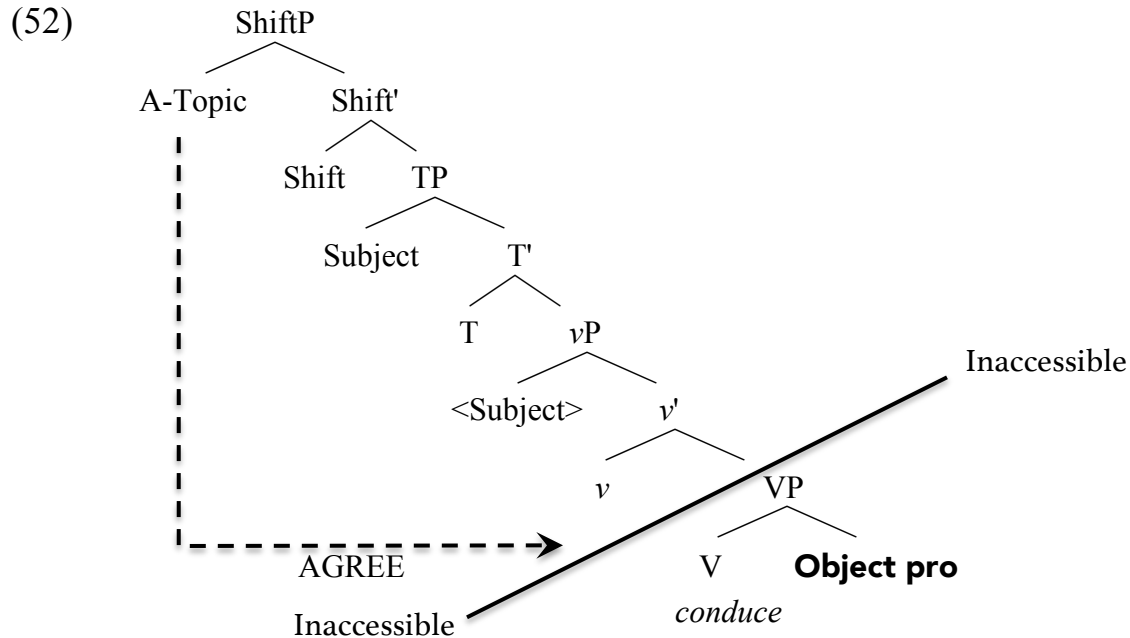 (52)
ShiftP
A-Topic Shift'
Shift TP
Subject T'
T vP
Inaccessible
<Subject> v'
v VP
AGREE V Object pro
conduce
Inaccessible